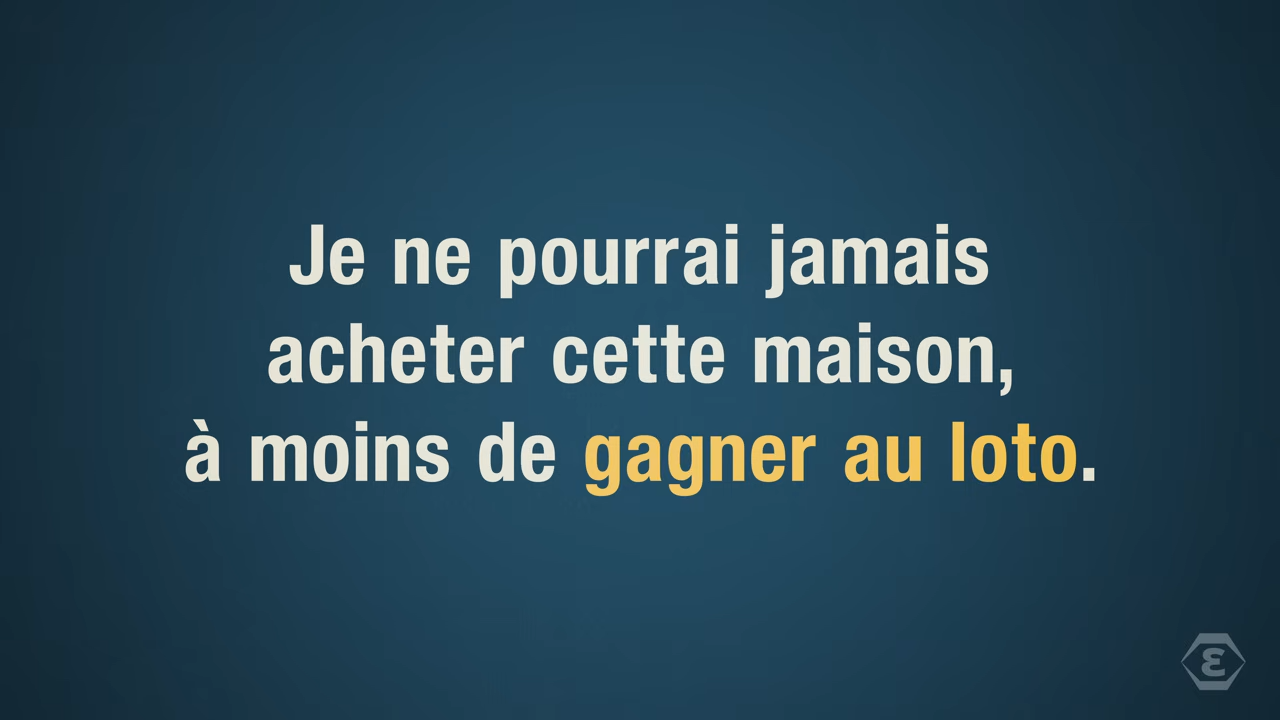 Je ne pourrai jamais
acheter cette maison,
à moins de gagner au loto.
ε